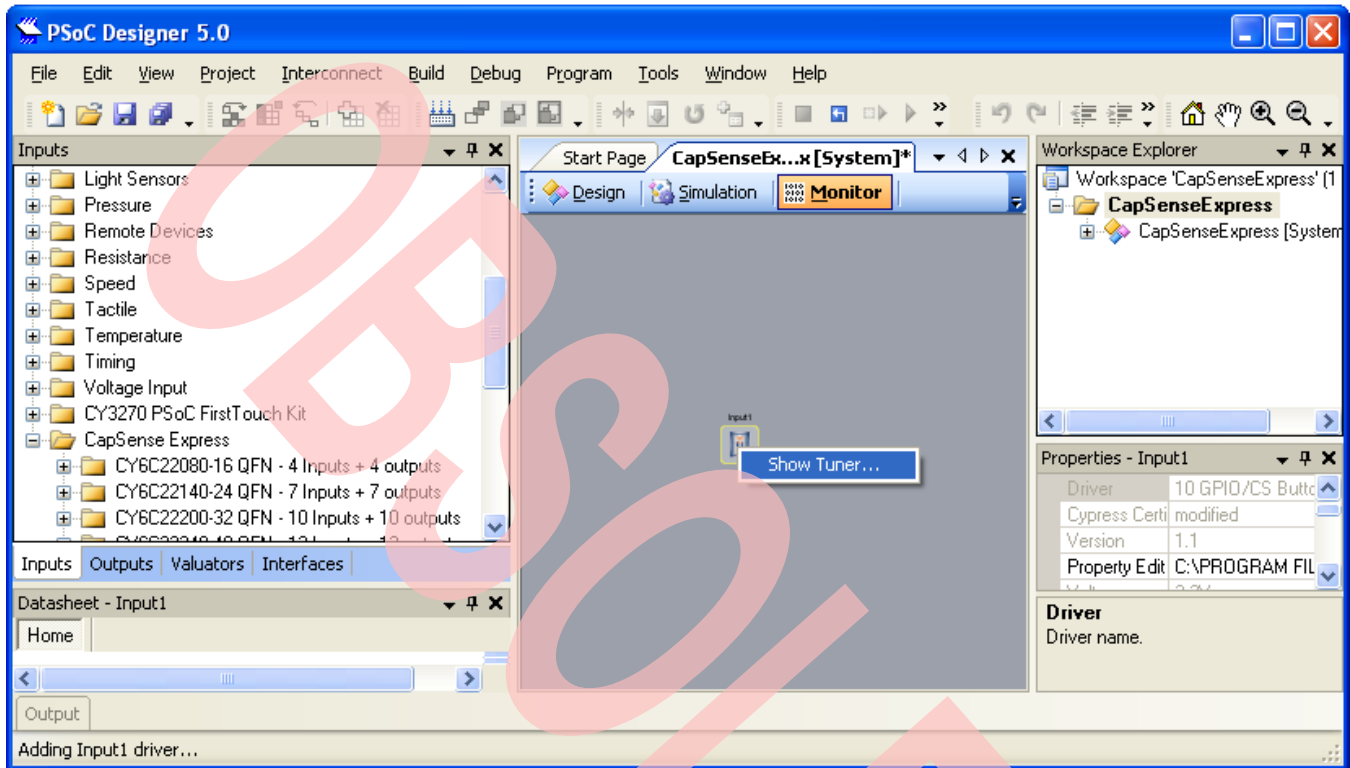 PSoC Designer 5.0
File Edit View Project Interconnect Build Debug Program Tools Window Help
Inputs
Light Sensors
Pressure
Remote Devices
Resistance
Speed
Tactile
Temperature
Timing
Voltage Input
CY3270 PSoC FirstTouch Kit
CapSense Express
CY6C22080-16 QFN - 4 Inputs + 4 outputs
CY6C22140-24 QFN - 7 Inputs + 7 outputs
CY6C22200-32 QFN - 10 Inputs + 10 outputs
Inputs Outputs Valuators Interfaces
Datasheet - Input1
Home
Start Page CapSenseEx...x [System]*
Design Simulation Monitor
Input1
Show Tuner...
Workspace Explorer
Workspace 'CapSenseExpress' (1
CapSenseExpress
CapSenseExpress [System
Properties - Input1
Driver 10 GPIO/CS Butto
Cypress Certi modified
Version 1.1
Property Edit C:\PROGRAM FIL
Driver
Driver name.
Output
Adding Input1 driver...
OBSOL